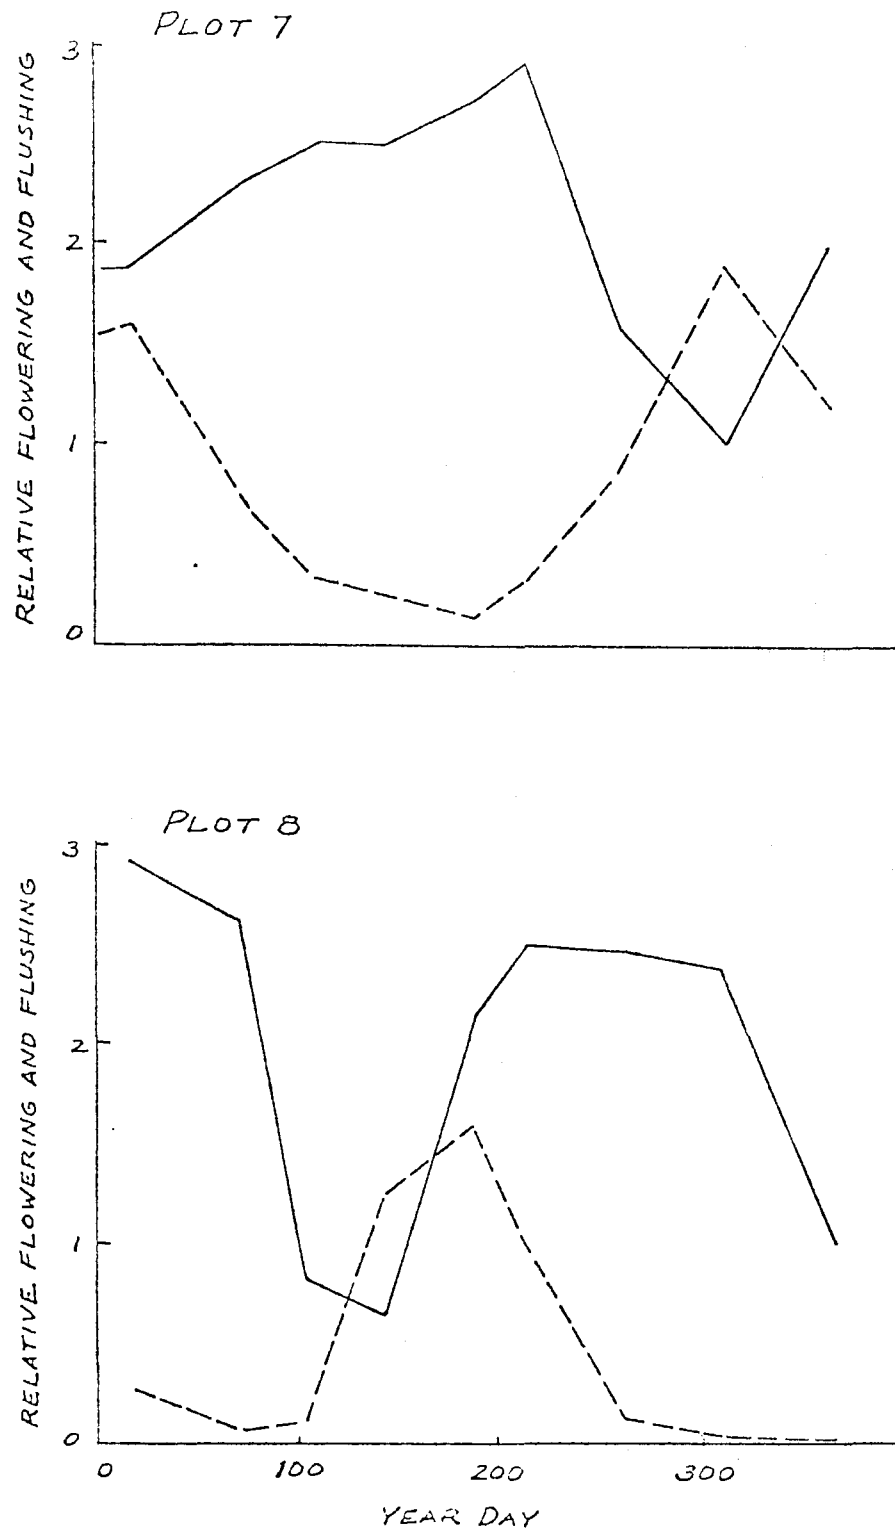 PLOT 7
RELATIVE FLOWERING AND FLUSHING
3
2
1
0
PLOT 8
RELATIVE FLOWERING AND FLUSHING
3
2
1
0
0 100 200 300
YEAR DAY